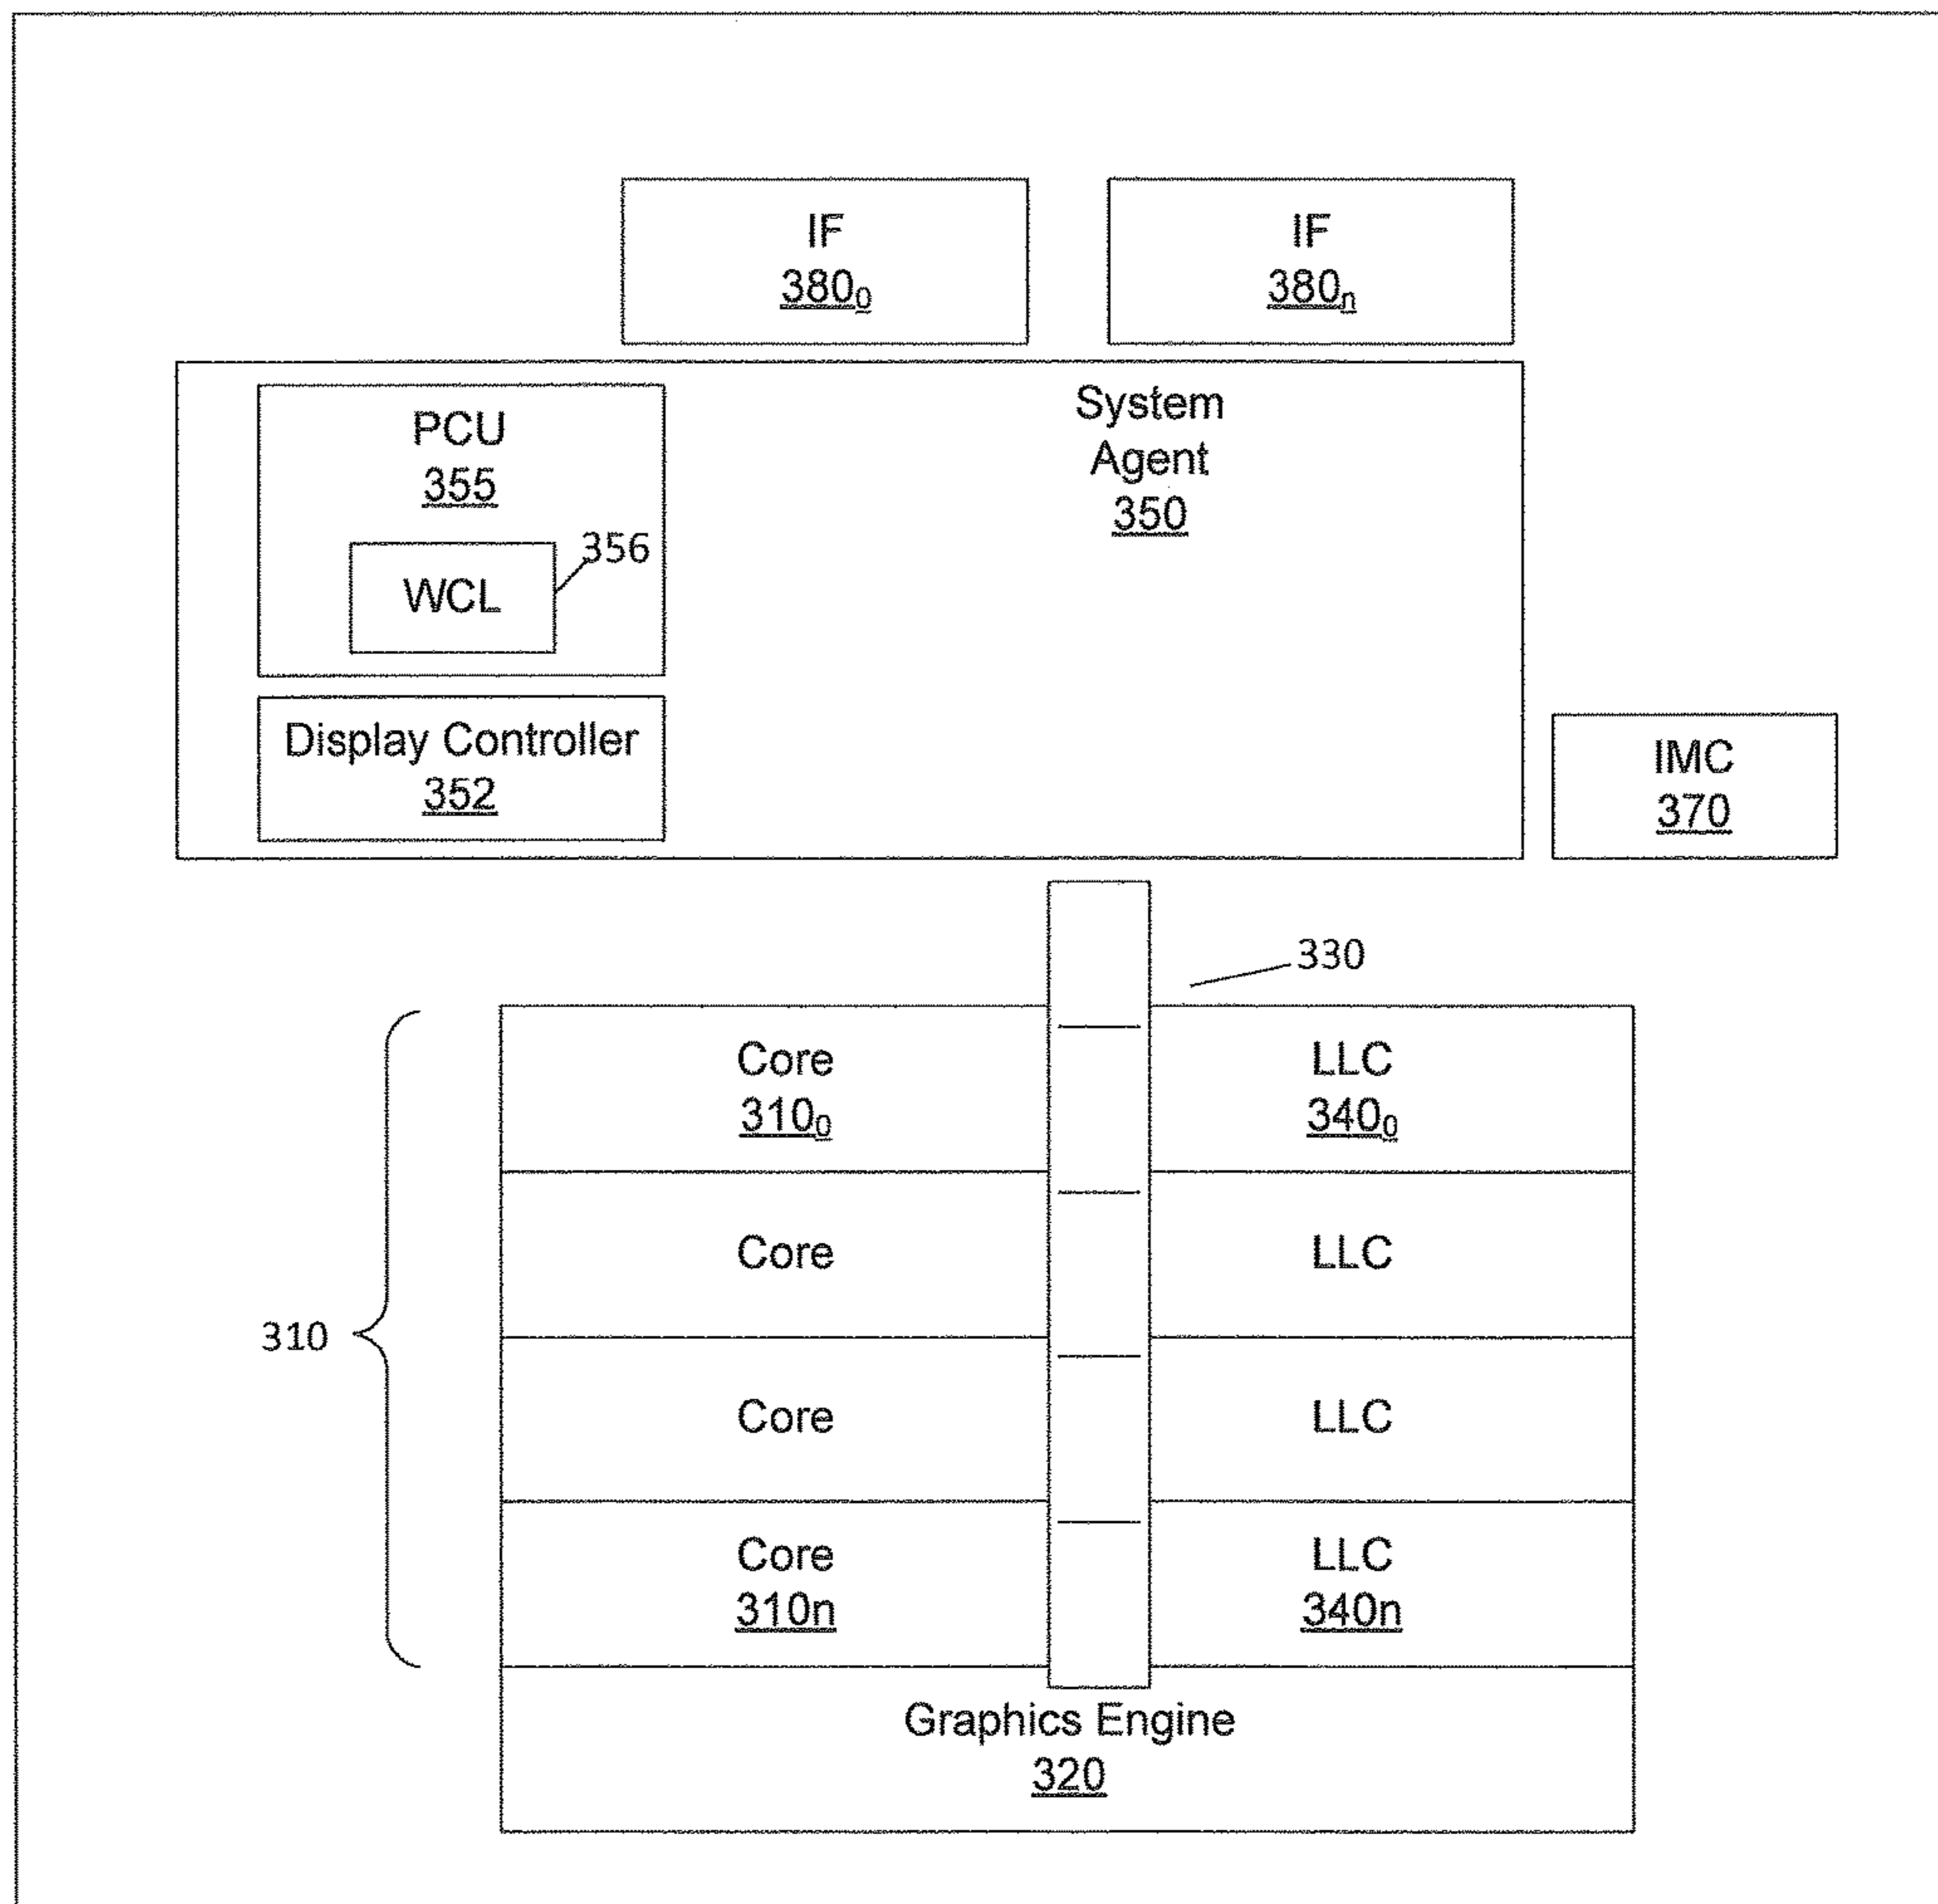 IF
380₀
IF
380ₙ
PCU
355
WCL
356
System
Agent
350
Display Controller
352
IMC
370
330
310
Core
310₀
LLC
340₀
Core
LLC
Core
LLC
Core
310n
LLC
340n
Graphics Engine
320